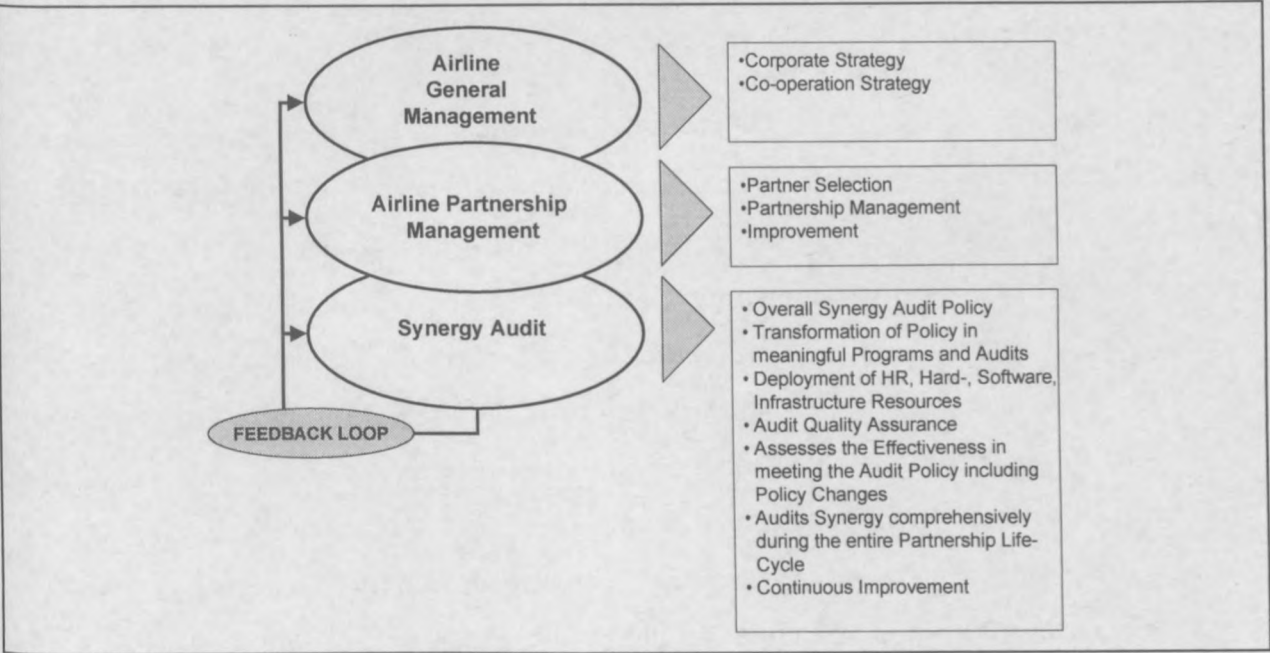 Airline
General
Management
•Corporate Strategy
•Co-operation Strategy
Airline Partnership
Management
•Partner Selection
•Partnership Management
•Improvement
Synergy Audit
• Overall Synergy Audit Policy
• Transformation of Policy in
meaningful Programs and Audits
• Deployment of HR, Hard-, Software,
Infrastructure Resources
• Audit Quality Assurance
• Assesses the Effectiveness in
meeting the Audit Policy including
Policy Changes
• Audits Synergy comprehensively
during the entire Partnership Life-
Cycle
• Continuous Improvement
FEEDBACK LOOP